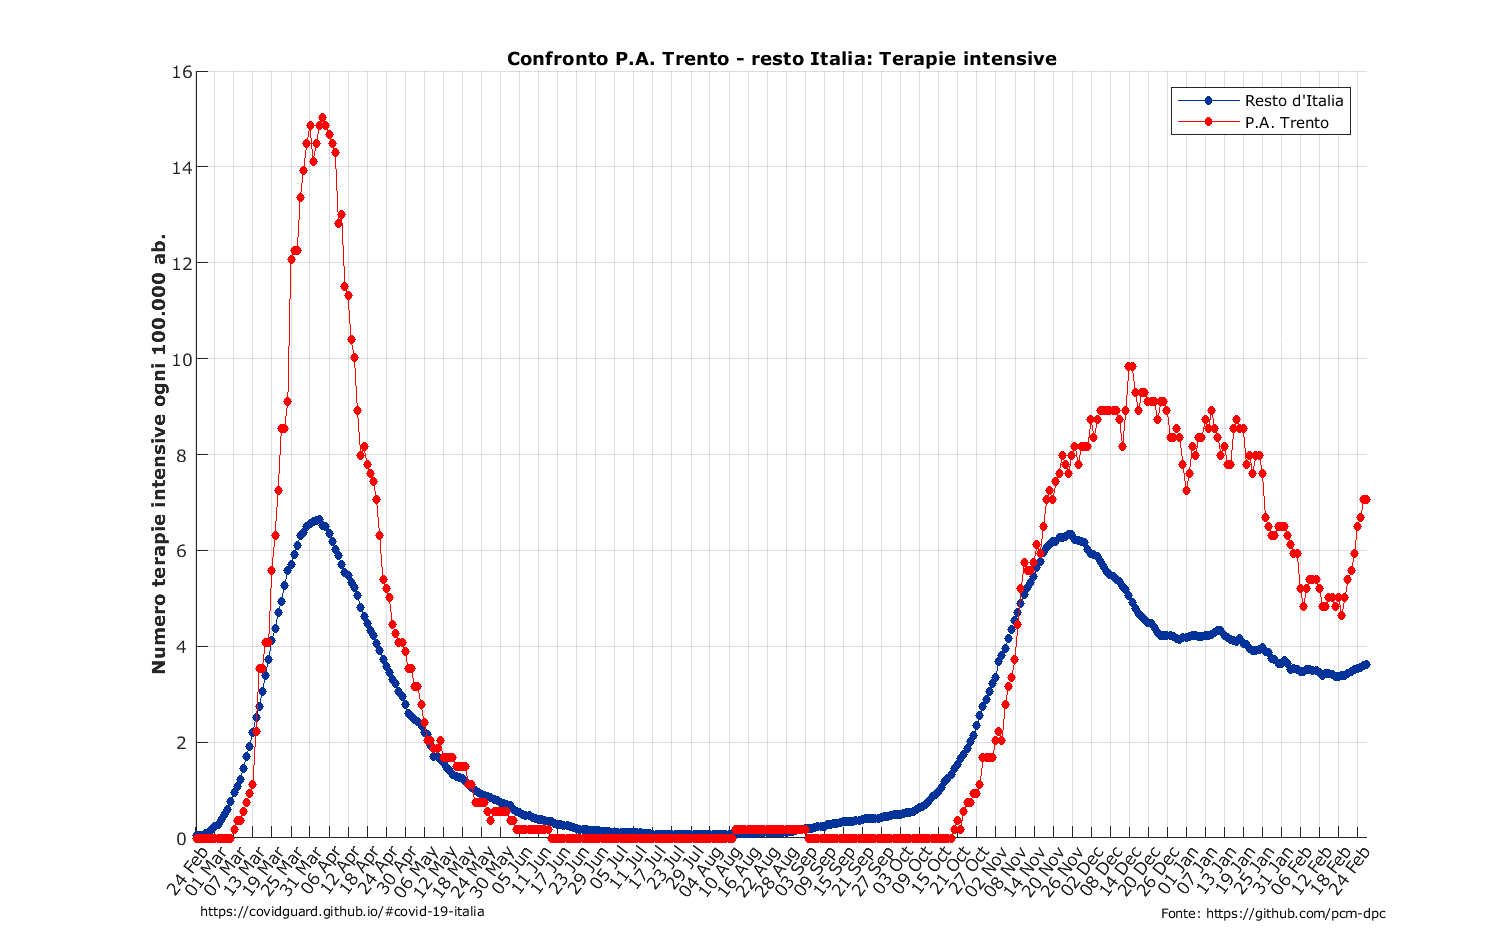 Confronto P.A. Trento - resto Italia: Terapie intensive
Resto d'Italia
P.A. Trento
Numero terapie intensive ogni 100.000 ab.
16
14
12
10
8
6
4
2
0
24 Feb
01 Mar
07 Mar
13 Mar
19 Mar
25 Mar
31 Mar
06 Apr
12 Apr
18 Apr
24 Apr
30 Apr
06 May
12 May
18 May
24 May
30 May
05 Jun
11 Jun
17 Jun
23 Jun
29 Jun
05 Jul
11 Jul
17 Jul
23 Jul
29 Jul
04 Aug
10 Aug
16 Aug
22 Aug
28 Aug
03 Sep
09 Sep
15 Sep
21 Sep
27 Sep
03 Oct
09 Oct
15 Oct
21 Oct
27 Oct
02 Nov
08 Nov
14 Nov
20 Nov
26 Nov
02 Dec
08 Dec
14 Dec
20 Dec
26 Dec
01 Jan
07 Jan
13 Jan
19 Jan
25 Jan
31 Jan
06 Feb
12 Feb
18 Feb
24 Feb
https://covidguard.github.io/#covid-19-italia
Fonte: https://github.com/pcm-dpc